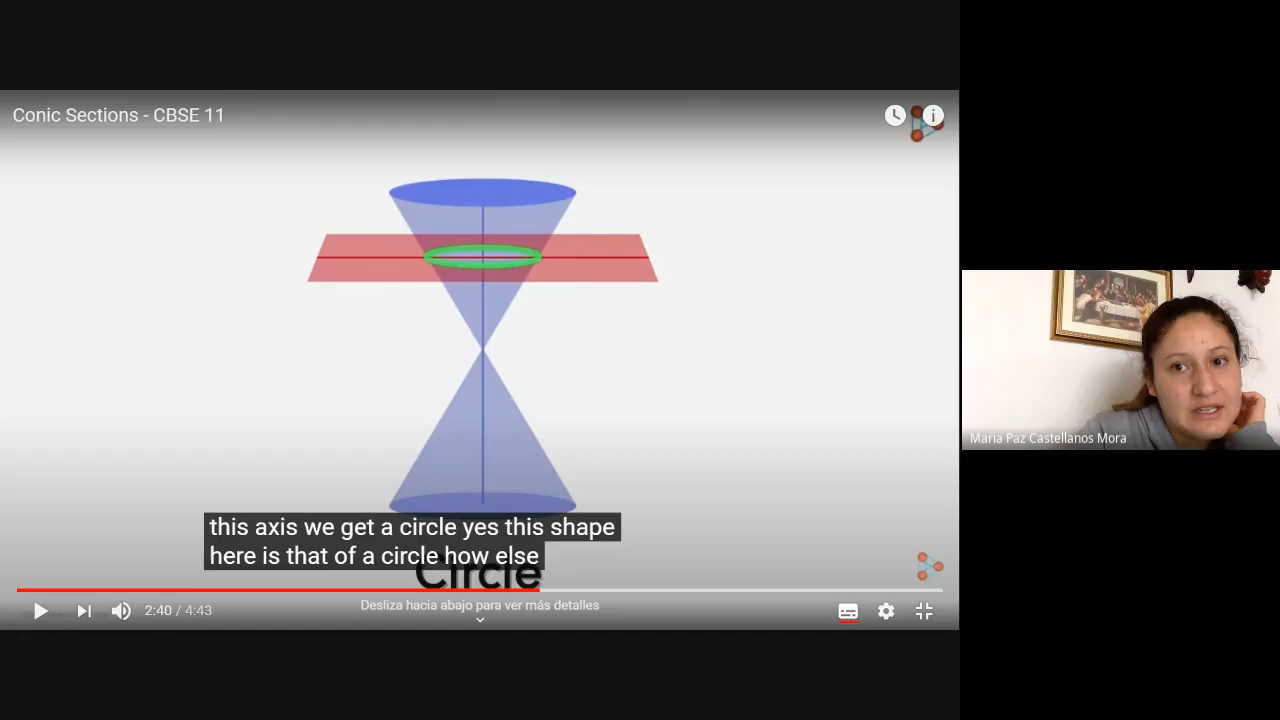 Conic Sections - CBSE 11
this axis we get a circle yes this shape
here is that of a circle how else
Circle
2:40 / 4:43
Desliza hacia abajo para ver más detalles
Maria Paz Castellanos Mora